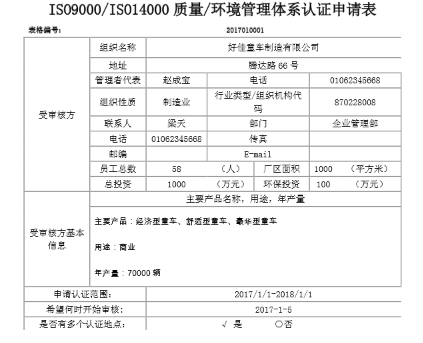 ISO9000/ISO14000 质量/环境管理体系认证申请表
表格编号： 2017010001
受审核方
组织名称 好佳童车制造有限公司
地址 腾达路 66 号
管理者代表 赵成宝 电话 01062345668
组织性质 制造业 行业类型/组织机构代码 870228008
联系人 梁天 部门 企业管理部
电话 01062345668 传真
邮编 E-mail
员工总数 58 （人） 厂区面积 1000 （平方米）
总投资 1000 （万元） 环保投资 100 （万元）
受审核方基本信息
主要产品名称，用途，年产量
主要产品：经济型童车、舒适型童车、豪华型童车
用途：商业
年产量：70000 辆
申请认证范围： 2017/1/1-2018/1/1
希望何时开始审核： 2017-1-5
是否有多个认证地点： √ 是 〇否